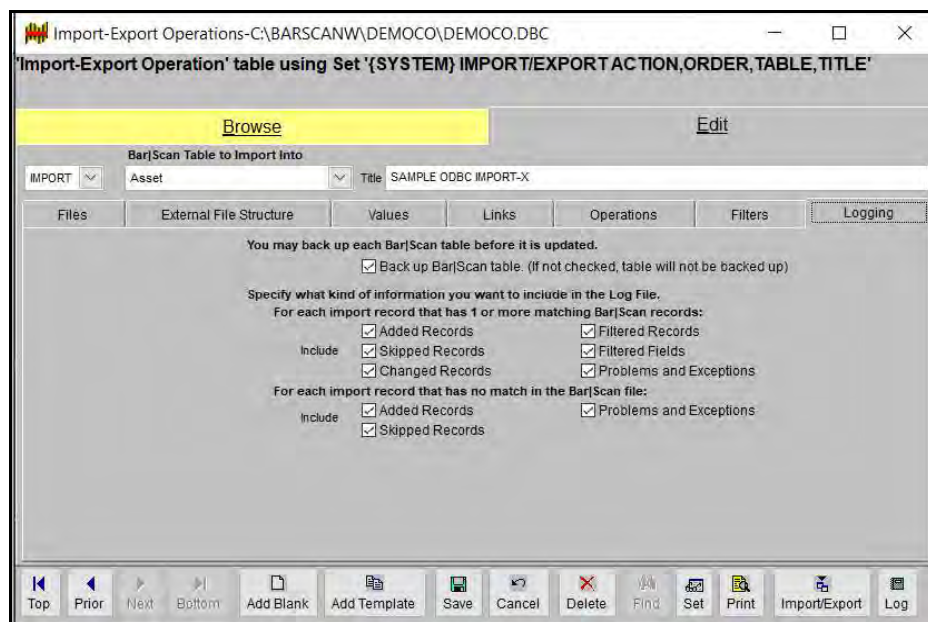 Import-Export Operations-C:\BARSCANW\DEMOCO\DEMOCO.DBC
'Import-Export Operation' table using Set '{SYSTEM} IMPORT/EXPORT ACTION,ORDER,TABLE,TITLE'
Browse Edit
Bar|Scan Table to Import Into
IMPORT Asset Title SAMPLE ODBC IMPORT-X
Files External File Structure Values Links Operations Filters Logging
You may back up each Bar|Scan table before it is updated.
Back up Bar|Scan table. (If not checked, table will not be backed up)
Specify what kind of information you want to include in the Log File.
For each import record that has 1 or more matching Bar|Scan records:
Added Records Filtered Records
Include Skipped Records Filtered Fields
Changed Records Problems and Exceptions
For each import record that has no match in the Bar|Scan file:
Include Added Records Problems and Exceptions
Skipped Records
Top Prior Next Bottom Add Blank Add Template Save Cancel Delete Find Set Print Import/Export Log